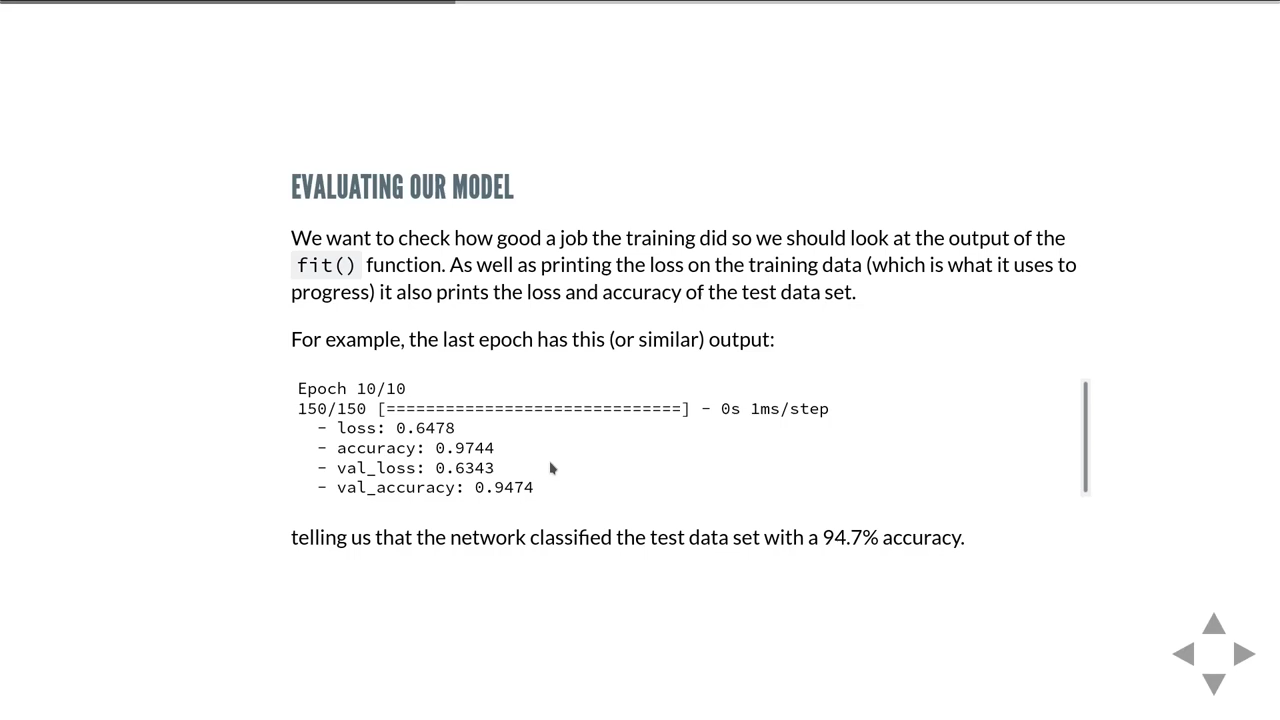 EVALUATING OUR MODEL
We want to check how good a job the training did so we should look at the output of the
fit() function. As well as printing the loss on the training data (which is what it uses to
progress) it also prints the loss and accuracy of the test data set.
For example, the last epoch has this (or similar) output:
Epoch 10/10
150/150 [==============================] - 0s 1ms/step
- loss: 0.6478
- accuracy: 0.9744
- val_loss: 0.6343
- val_accuracy: 0.9474
telling us that the network classified the test data set with a 94.7% accuracy.